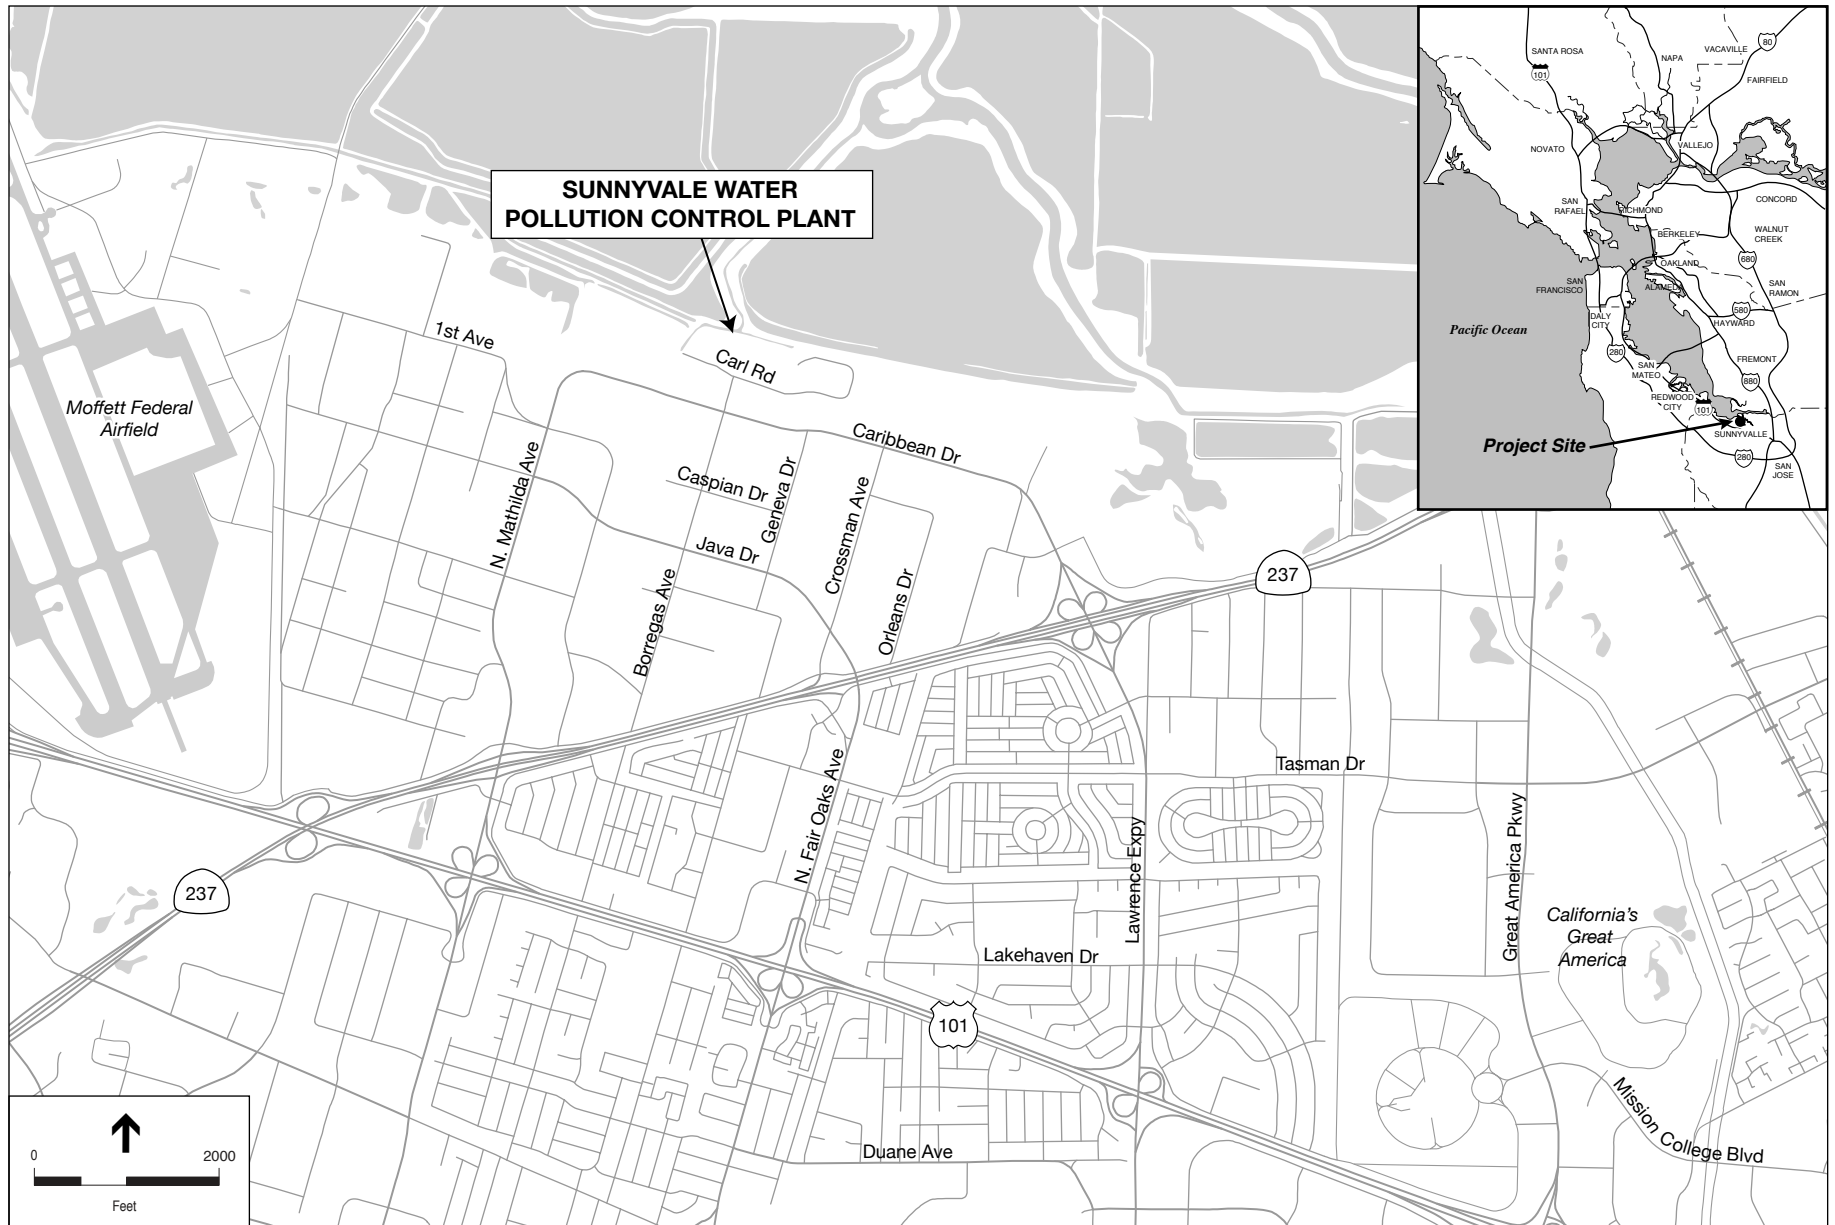 SUNNYVALE WATER
POLLUTION CONTROL PLANT
1st Ave
Carl Rd
Moffett Federal
Airfield
Caribbean Dr
N. Mathilda Ave
Caspian Dr
Geneva Dr
Crossman Ave
Java Dr
Borregas Ave
Orleans Dr
237
Tasman Dr
N. Fair Oaks Ave
Lawrence Expy
Great America Pkwy
237
California's
Great
America
Lakehaven Dr
101
Mission College Blvd
Duane Ave
0
2000
Feet
SANTA ROSA
101
NAPA
VACAVILLE
80
FAIRFIELD
NOVATO
VALLEJO
SAN
RAFAEL
RICHMOND
CONCORD
BERKELEY
WALNUT
CREEK
OAKLAND
680
SAN
FRANCISCO
ALAMEDA
SAN
RAMON
DALY
CITY
580
HAYWARD
Pacific Ocean
280
SAN
MATEO
FREMONT
880
REDWOOD
CITY
101
Project Site
SUNNYVALLE
280
SAN
JOSE